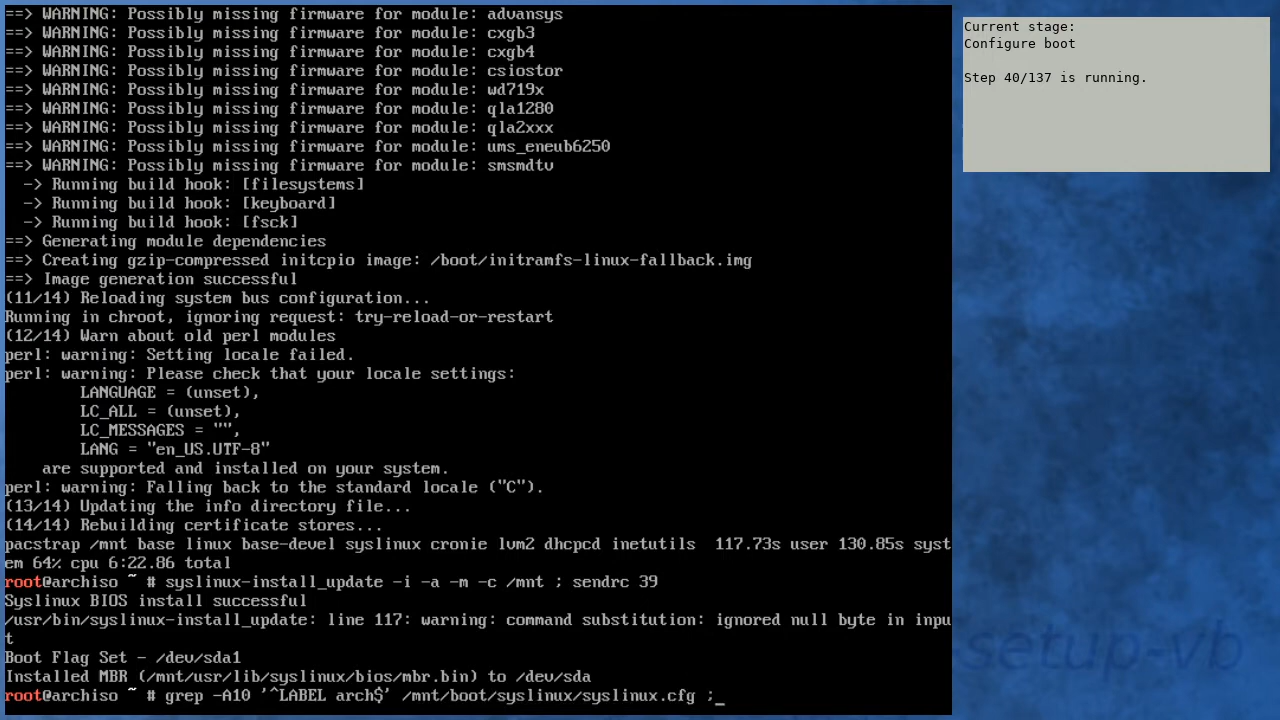 ==> WARNING: Possibly missing firmware for module: advansys
==> WARNING: Possibly missing firmware for module: cxgb3
==> WARNING: Possibly missing firmware for module: cxgb4
==> WARNING: Possibly missing firmware for module: csiostor
==> WARNING: Possibly missing firmware for module: wd719x
==> WARNING: Possibly missing firmware for module: qla1280
==> WARNING: Possibly missing firmware for module: qla2xxx
==> WARNING: Possibly missing firmware for module: ums_eneub6250
==> WARNING: Possibly missing firmware for module: smsmdtv
  -> Running build hook: [filesystems]
  -> Running build hook: [keyboard]
  -> Running build hook: [fsck]
==> Generating module dependencies
==> Creating gzip-compressed initcpio image: /boot/initramfs-linux-fallback.img
==> Image generation successful
(11/14) Reloading system bus configuration...
Running in chroot, ignoring request: try-reload-or-restart
(12/14) Warn about old perl modules
perl: warning: Setting locale failed.
perl: warning: Please check that your locale settings:
        LANGUAGE = (unset),
        LC_ALL = (unset),
        LC_MESSAGES = "",
        LANG = "en_US.UTF-8"
    are supported and installed on your system.
perl: warning: Falling back to the standard locale ("C").
(13/14) Updating the info directory file...
(14/14) Rebuilding certificate stores...
pacstrap /mnt base linux base-devel syslinux cronie lvm2 dhcpcd inetutils  117.73s user 130.85s syst
em 64% cpu 6:22.86 total
root@archiso ~ # syslinux-install_update -i -a -m -c /mnt ; sendrc 39
Syslinux BIOS install successful
/usr/bin/syslinux-install_update: line 117: warning: command substitution: ignored null byte in inpu
t
Boot Flag Set - /dev/sda1
Installed MBR (/mnt/usr/lib/syslinux/bios/mbr.bin) to /dev/sda
root@archiso ~ # grep -A10 '^LABEL arch$' /mnt/boot/syslinux/syslinux.cfg ;_
Current stage:
Configure boot
Step 40/137 is running.
setup-vb